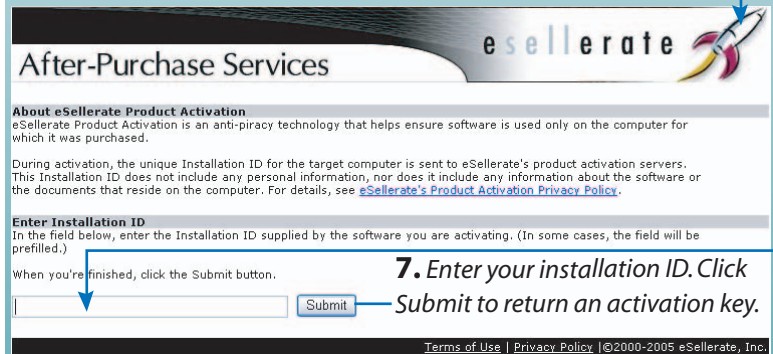 esellerate
After-Purchase Services
About eSellerate Product Activation
eSellerate Product Activation is an anti-piracy technology that helps ensure software is used only on the computer for
which it was purchased.
During activation, the unique Installation ID for the target computer is sent to eSellerate's product activation servers.
This Installation ID does not include any personal information, nor does it include any information about the software or
the documents that reside on the computer. For details, see eSellerate's Product Activation Privacy Policy.
Enter Installation ID
In the field below, enter the Installation ID supplied by the software you are activating. (In some cases, the field will be
prefilled.)
When you're finished, click the Submit button.
Submit
7. Enter your installation ID. Click
Submit to return an activation key.
Terms of Use | Privacy Policy |©2000-2005 eSellerate, Inc.